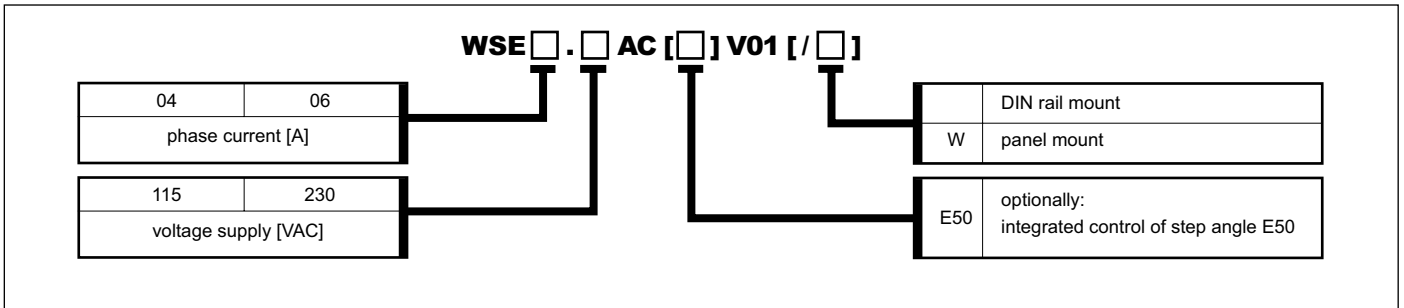 WSE□.□ AC [□] V01 [/□]
04 06
phase current [A]
115 230
voltage supply [VAC]
DIN rail mount
W panel mount
E50 optionally:
integrated control of step angle E50